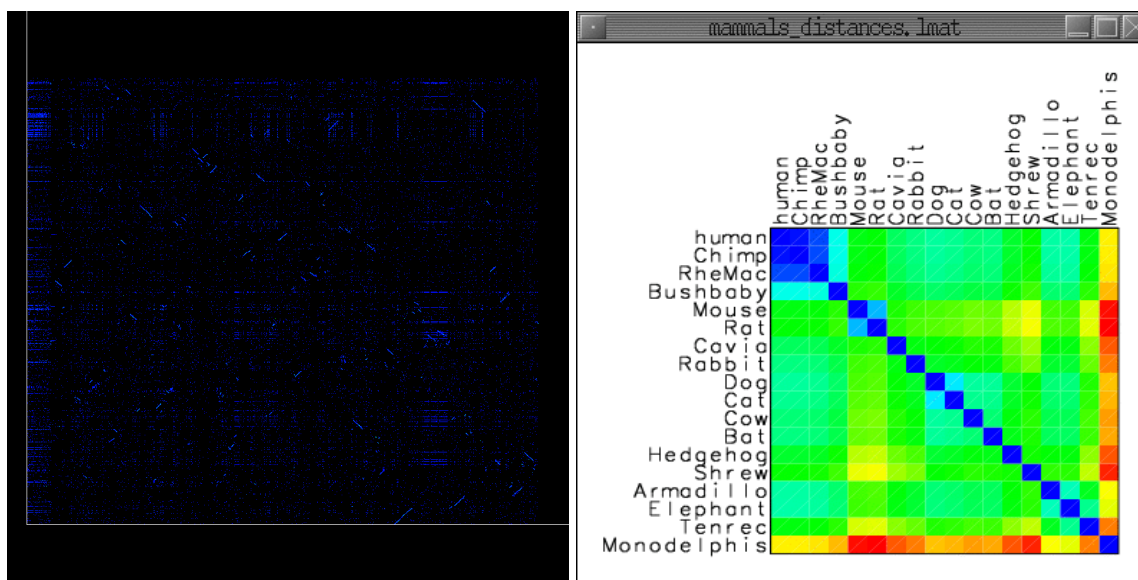 mammals_distances.lmat
human
Chimp
RheMac
Bushbaby
Mouse
Rat
Cavia
Rabbit
Dog
Cat
Cow
Bat
Hedgehog
Shrew
Armadillo
Elephant
Tenrec
Monodelphis
human
Chimp
RheMac
Bushbaby
Mouse
Rat
Cavia
Rabbit
Dog
Cat
Cow
Bat
Hedgehog
Shrew
Armadillo
Elephant
Tenrec
Monodelphis